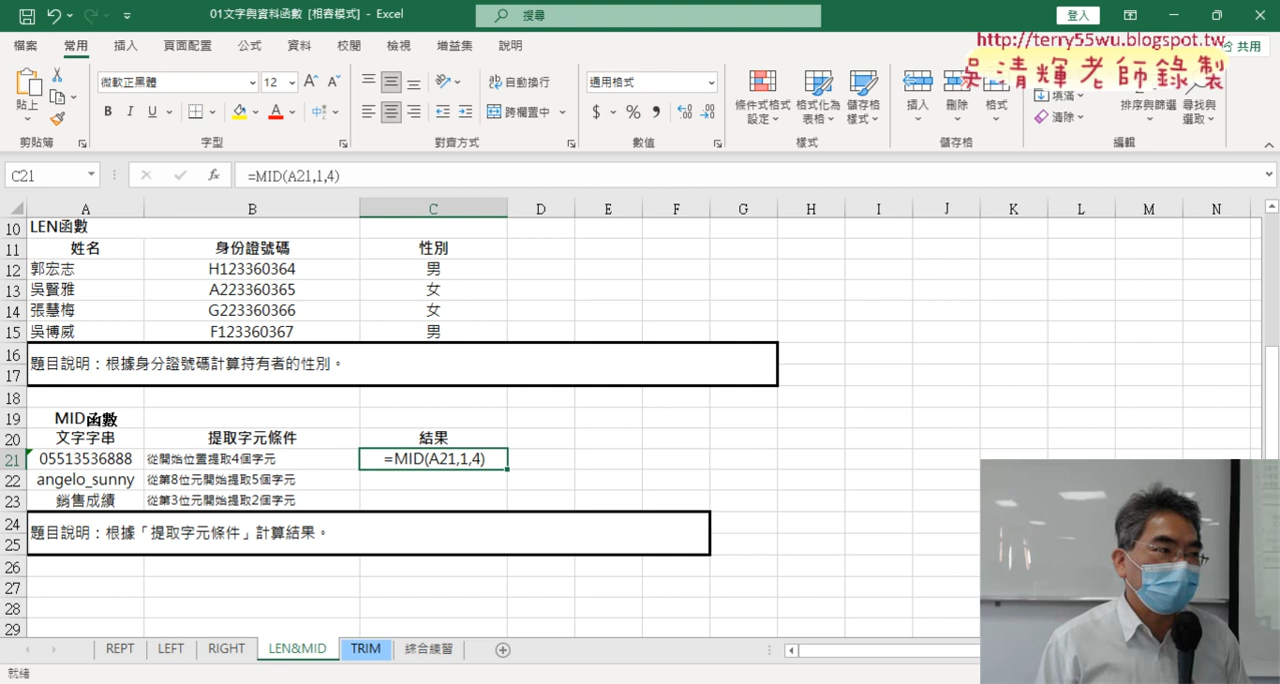 01文字與資料函數 [相容模式] - Excel
搜尋
登入
檔案 常用 插入 頁面配置 公式 資料 校閱 檢視 增益集 說明
共用
http://terry55wu.blogspot.tw
吳清輝老師錄製
貼上
微軟正黑體 12
B I U
自動換行
跨欄置中
通用格式
$ % ,
條件式格式設定
格式化為表格
儲存格樣式
插入 刪除 格式
填滿
清除
排序與篩選
尋找與選取
剪貼簿 字型 對齊方式 數值 樣式 儲存格 編輯
C21 fx =MID(A21,1,4)
A B C D E F G H I J K L M N
10 LEN函數
11 姓名 身份證號碼 性別
12 郭宏志 H123360364 男
13 吳賢雅 A223360365 女
14 張慧梅 G223360366 女
15 吳博威 F123360367 男
16
題目說明：根據身分證號碼計算持有者的性別。
17
18
19 MID函數
20 文字字串 提取字元條件 結果
21 05513536888 從開始位置提取4個字元 =MID(A21,1,4)
22 angelo_sunny 從第8位元開始提取5個字元
23 銷售成績 從第3位元開始提取2個字元
24
題目說明：根據「提取字元條件」計算結果。
25
26
27
28
29
REPT LEFT RIGHT LEN&MID TRIM 綜合練習
就緒